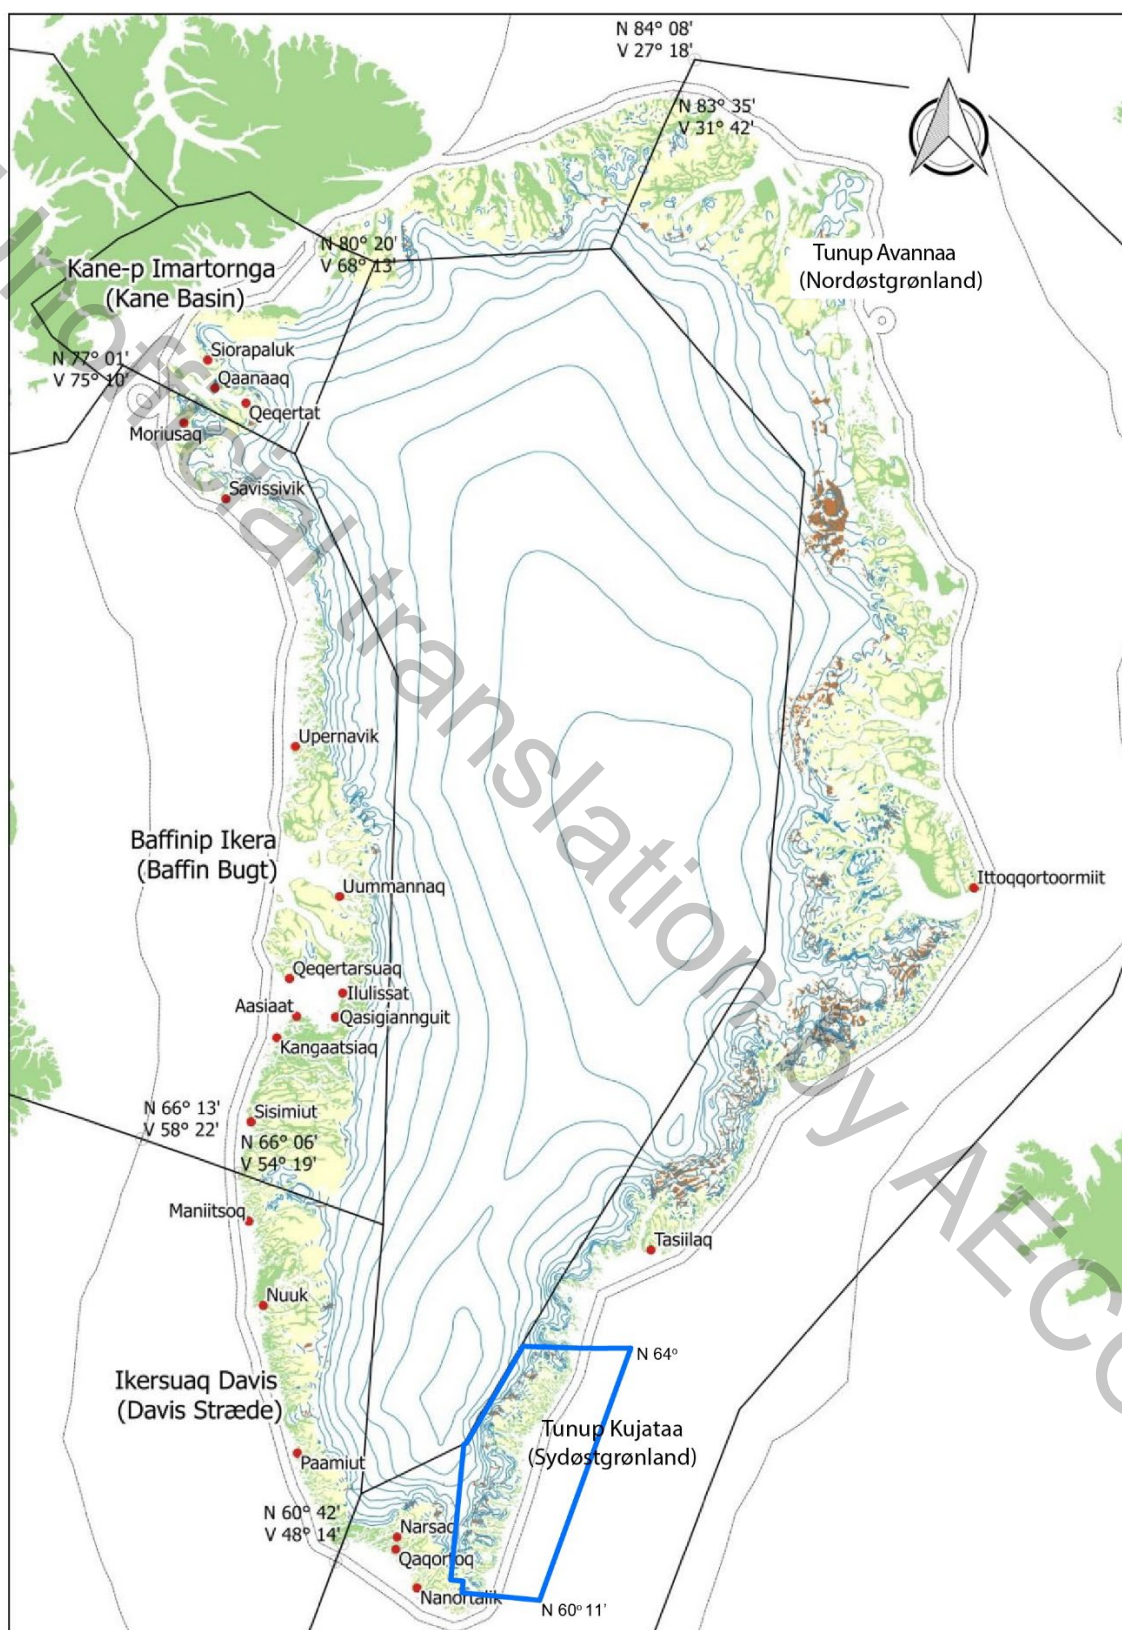 N 84° 08'
V 27° 18'
N 83° 35'
V 31° 42'
Tunup Avannaa
(Nordøstgrønland)
N 80° 20'
V 68° 13'
Kane-p Imartornga
(Kane Basin)
N 77° 01'
V 75° 10'
Siorapaluk
Qaanaaq
Qeqertat
Moriusaq
Savissivik
Upernavik
Baffinip Ikera
(Baffin Bugt)
Uummannaq
Ittoqqortoormiit
Qeqertarsuaq
Ilulissat
Aasiaat
Qasigiannguit
Kangaatsiaq
N 66° 13'
V 58° 22'
Sisimiut
N 66° 06'
V 54° 19'
Maniitsoq
Tasiilaq
Nuuk
N 64°
Ikersuaq Davis
(Davis Stræde)
Tunup Kujataa
(Sydøstgrønland)
Paamiut
N 60° 42'
V 48° 14'
Narsaq
Qaqortoq
Nanortalik
N 60° 11'
Unofficial translation by AECO